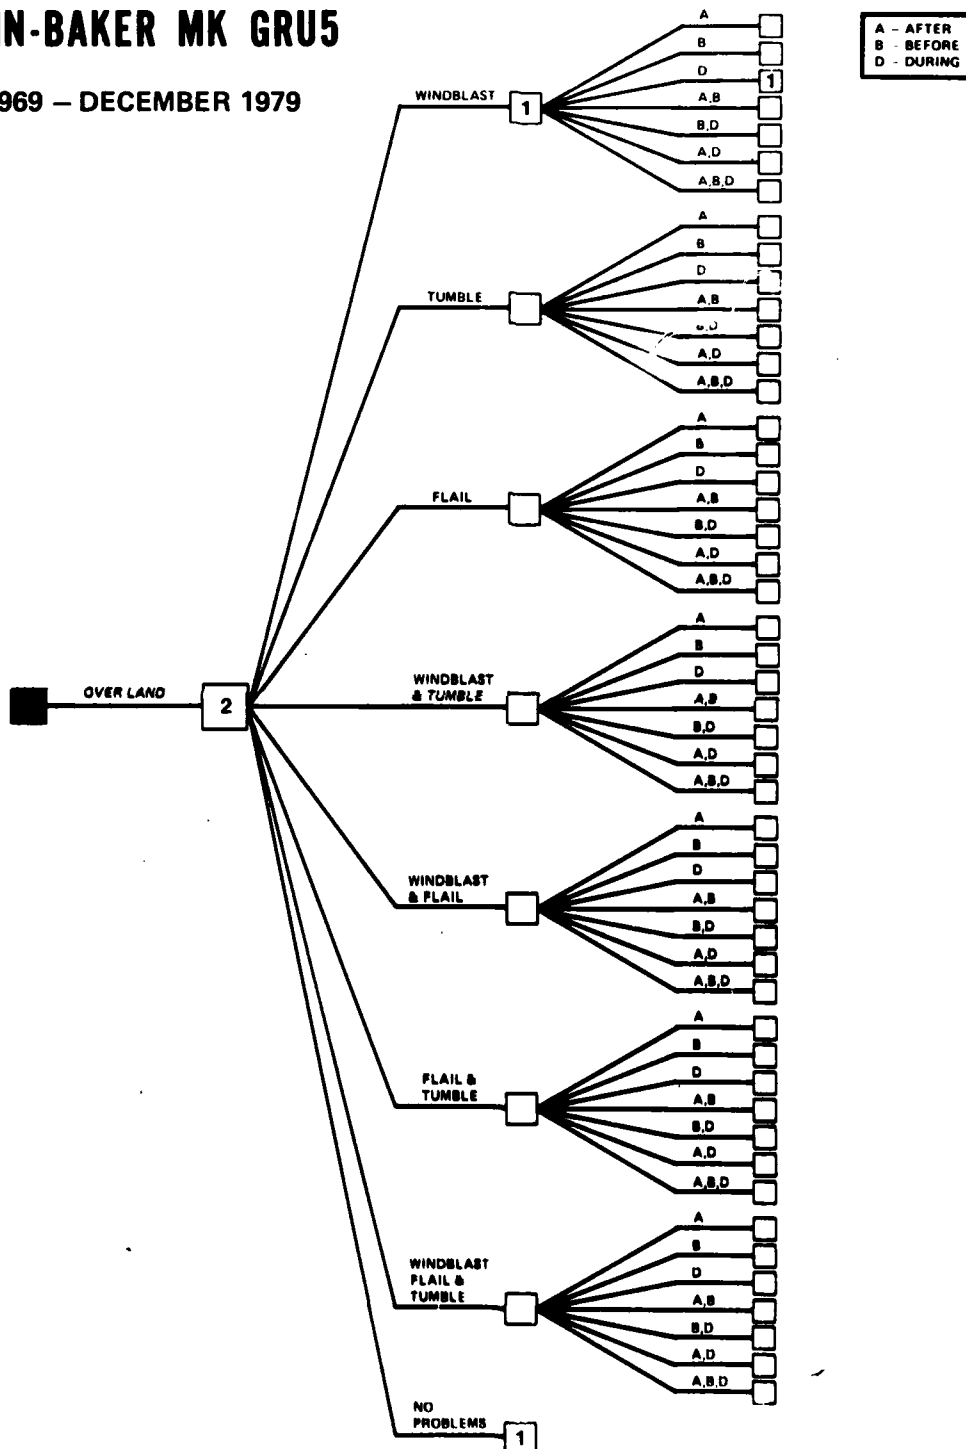 IN-BAKER MK GRU5
969 – DECEMBER 1979
A - AFTER
B - BEFORE
D - DURING
WINDBLAST
1
A
B
D
1
A,B
B,D
A,D
A,B,D
TUMBLE
A
B
D
A,B
A,D
A,B,D
FLAIL
A
B
D
A,B
B,D
A,D
A,B,D
OVER LAND
2
WINDBLAST
& TUMBLE
A
B
D
A,B
B,D
A,D
A,B,D
WINDBLAST
& FLAIL
A
B
D
A,B
B,D
A,D
A,B,D
FLAIL &
TUMBLE
A
B
D
A,B
B,D
A,D
A,B,D
WINDBLAST
FLAIL &
TUMBLE
A
B
D
A,B
B,D
A,D
A,B,D
NO
PROBLEMS
1